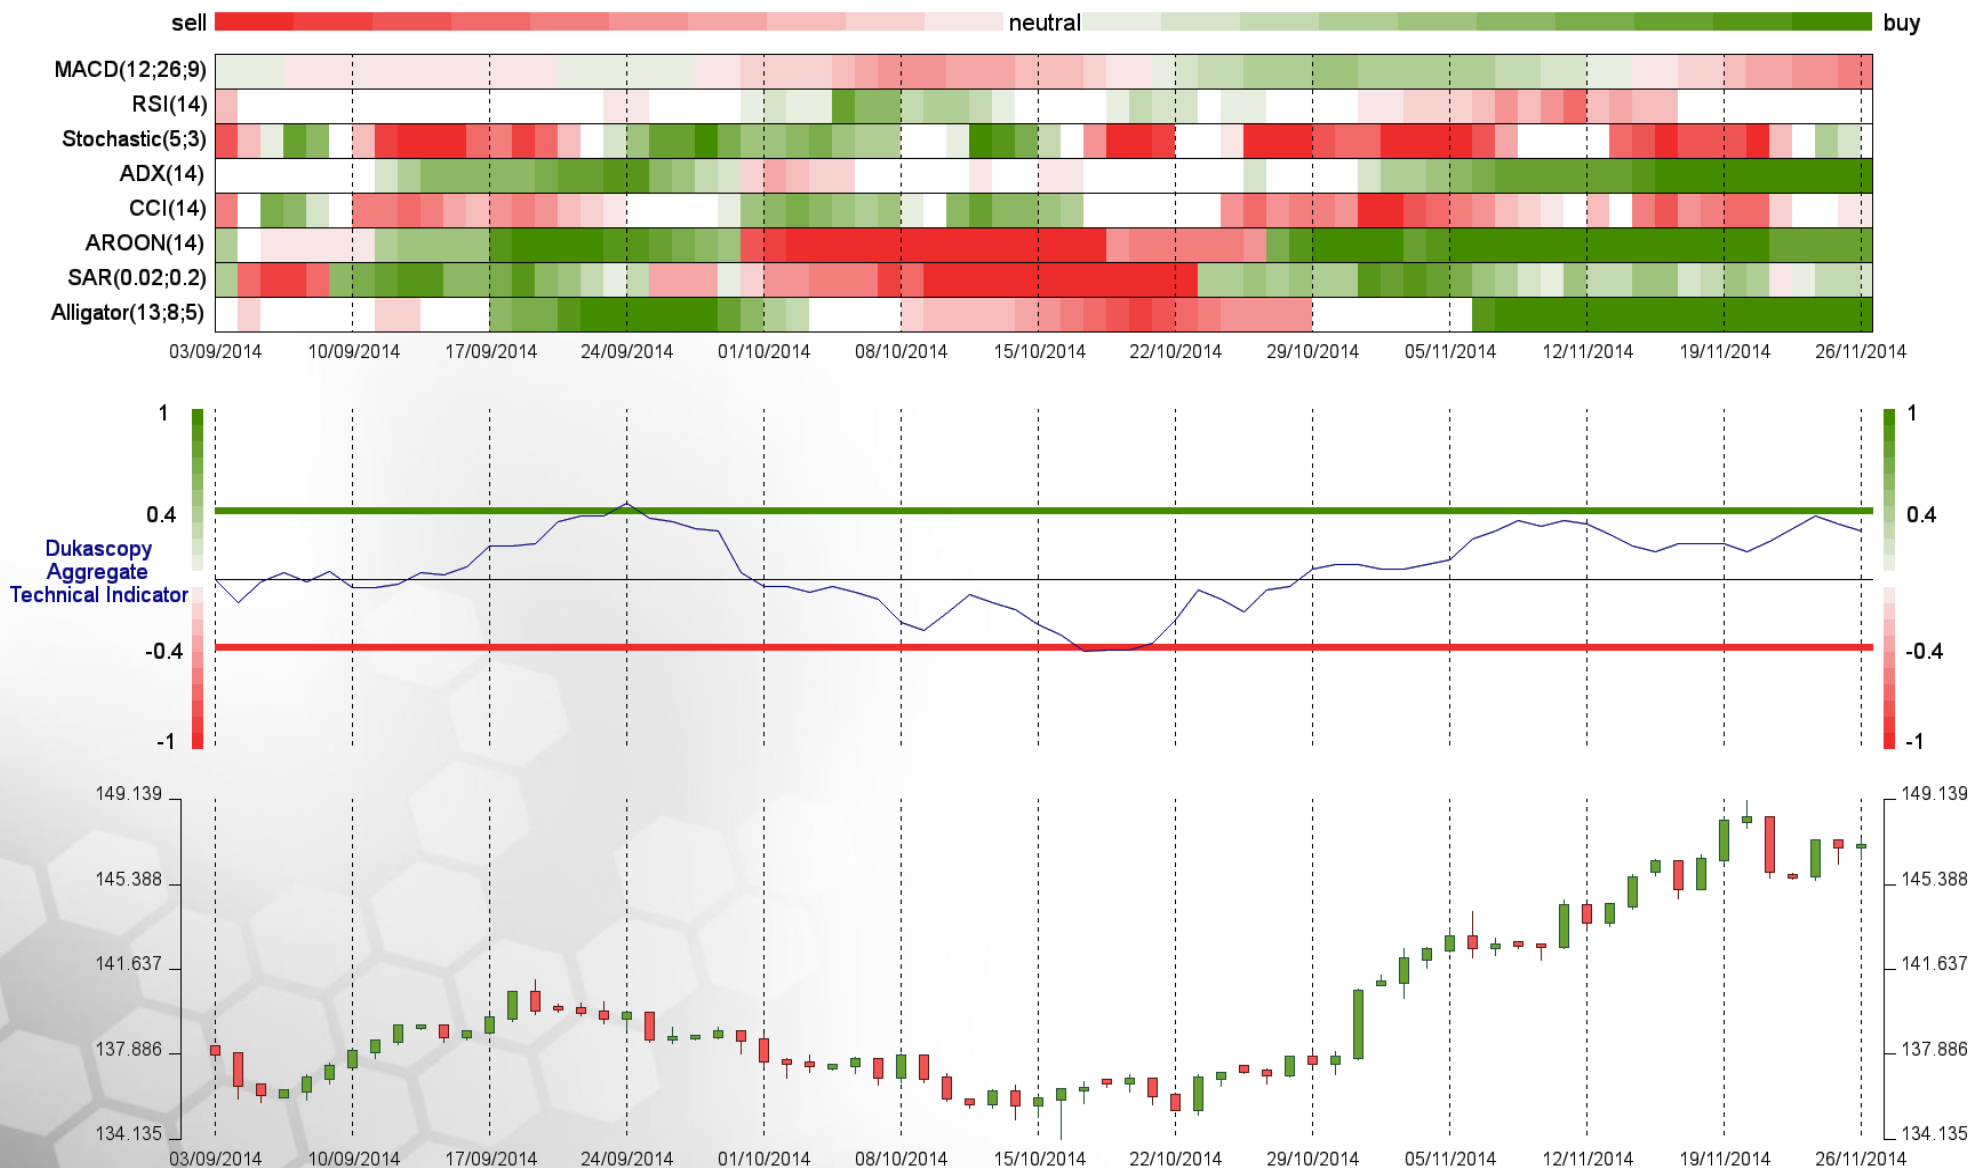 sell neutral buy
MACD(12;26;9)
RSI(14)
Stochastic(5;3)
ADX(14)
CCI(14)
AROON(14)
SAR(0.02;0.2)
Alligator(13;8;5)
03/09/2014 10/09/2014 17/09/2014 24/09/2014 01/10/2014 08/10/2014 15/10/2014 22/10/2014 29/10/2014 05/11/2014 12/11/2014 19/11/2014 26/11/2014
1 1
0.4 0.4
Dukascopy
Aggregate
Technical Indicator
-0.4 -0.4
-1 -1
149.139 149.139
145.388 145.388
141.637 141.637
137.886 137.886
134.135 134.135
03/09/2014 10/09/2014 17/09/2014 24/09/2014 01/10/2014 08/10/2014 15/10/2014 22/10/2014 29/10/2014 05/11/2014 12/11/2014 19/11/2014 26/11/2014